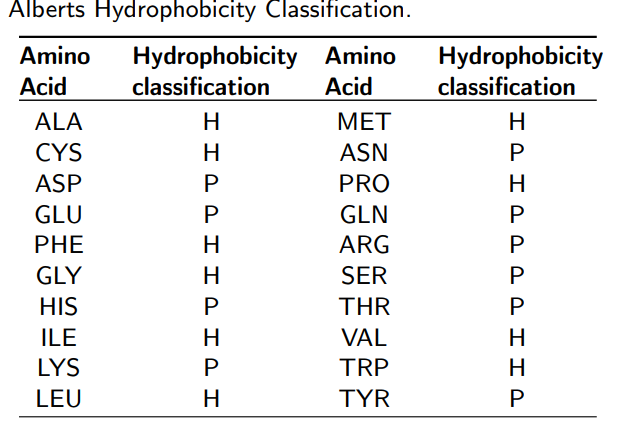 Alberts Hydrophobicity Classification.
Amino Hydrophobicity Amino Hydrophobicity
Acid classification Acid classification
ALA H MET H
CYS H ASN P
ASP P PRO H
GLU P GLN P
PHE H ARG P
GLY H SER P
HIS P THR P
ILE H VAL H
LYS P TRP H
LEU H TYR P